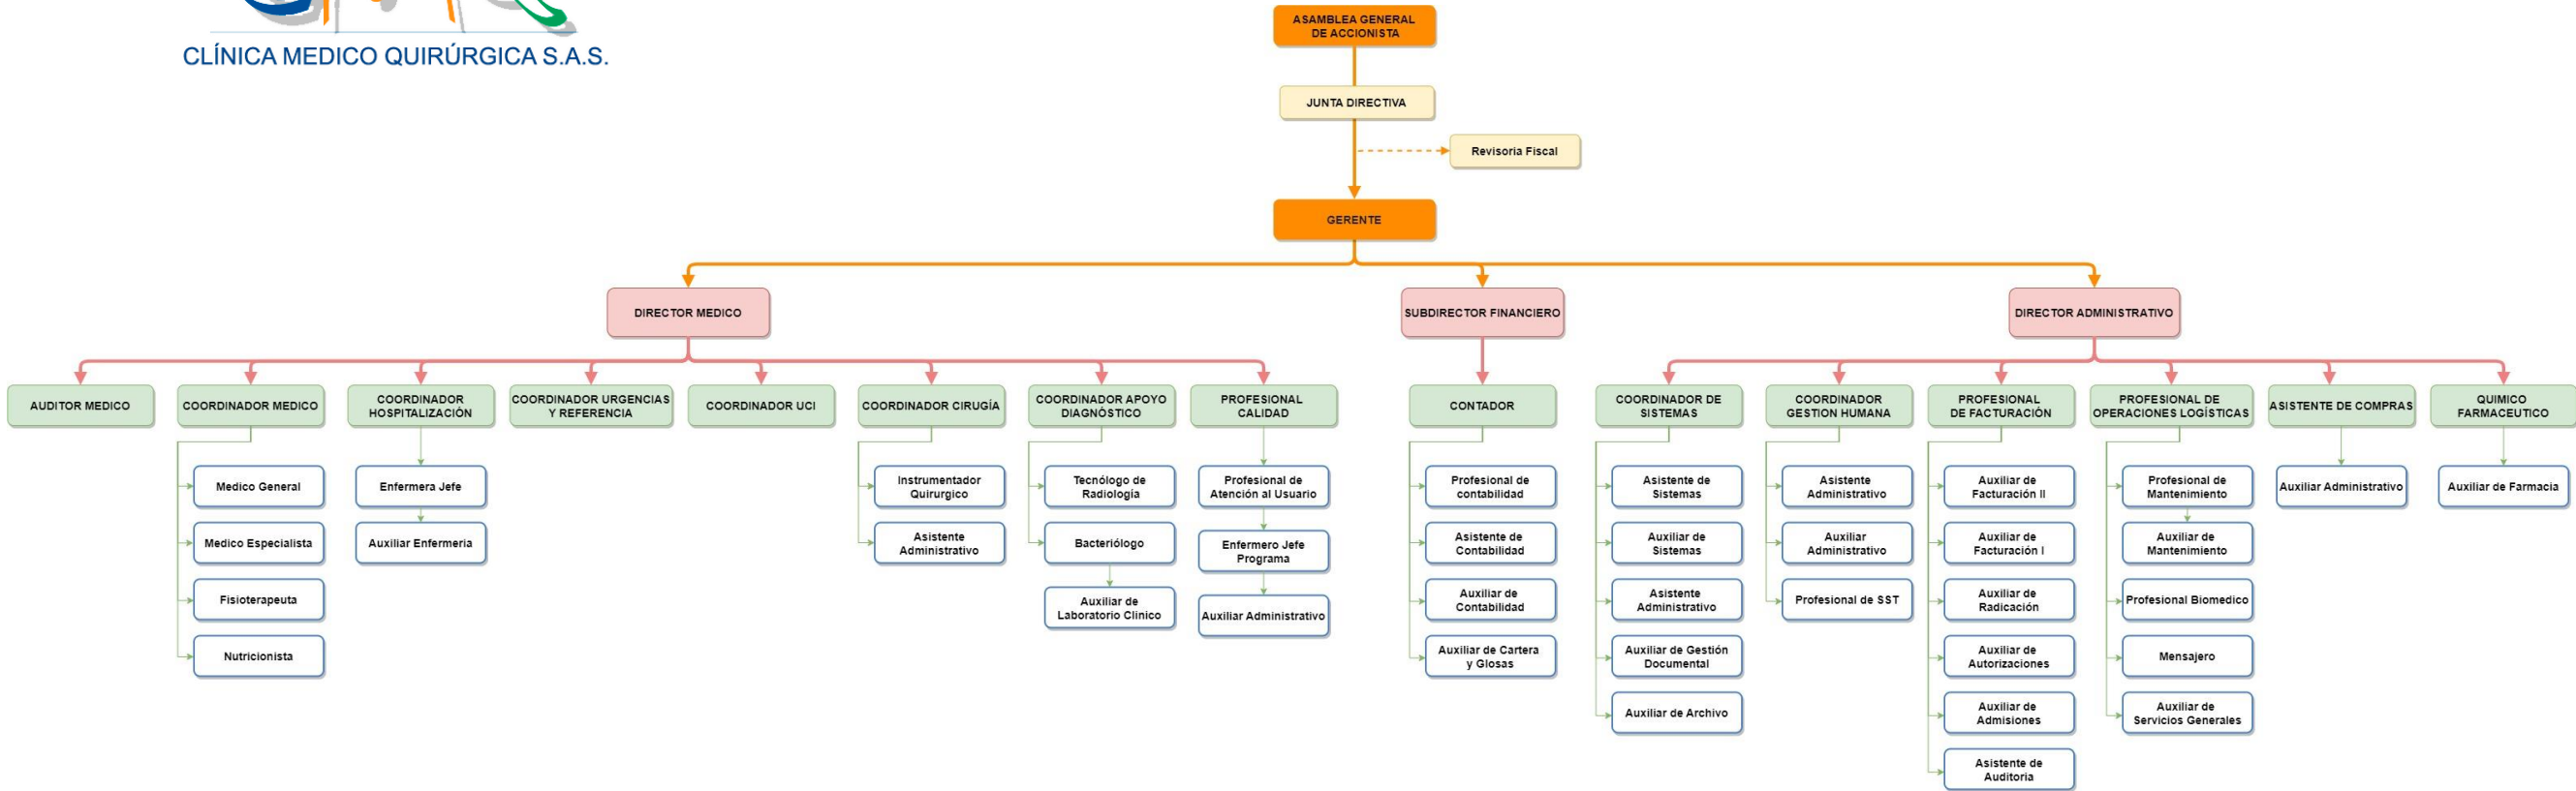 CLÍNICA MEDICO QUIRÚRGICA S.A.S.
ASAMBLEA GENERAL
DE ACCIONISTA
JUNTA DIRECTIVA
Revisoria Fiscal
GERENTE
DIRECTOR MEDICO
SUBDIRECTOR FINANCIERO
DIRECTOR ADMINISTRATIVO
AUDITOR MEDICO
COORDINADOR MEDICO
COORDINADOR
HOSPITALIZACIÓN
COORDINADOR URGENCIAS
Y REFERENCIA
COORDINADOR UCI
COORDINADOR CIRUGÍA
COORDINADOR APOYO
DIAGNÓSTICO
PROFESIONAL
CALIDAD
CONTADOR
COORDINADOR DE
SISTEMAS
COORDINADOR
GESTION HUMANA
PROFESIONAL
DE FACTURACIÓN
PROFESIONAL DE
OPERACIONES LOGÍSTICAS
ASISTENTE DE COMPRAS
QUIMICO
FARMACEUTICO
Medico General
Medico Especialista
Fisioterapeuta
Nutricionista
Enfermera Jefe
Auxiliar Enfermeria
Instrumentador
Quirurgico
Asistente
Administrativo
Tecnólogo de
Radiología
Bacteriólogo
Auxiliar de
Laboratorio Clinico
Profesional de
Atención al Usuario
Enfermero Jefe
Programa
Auxiliar Administrativo
Profesional de
contabilidad
Asistente de
Contabilidad
Auxiliar de
Contabilidad
Auxiliar de Cartera
y Glosas
Asistente de
Sistemas
Auxiliar de
Sistemas
Asistente
Administrativo
Auxiliar de Gestión
Documental
Auxiliar de Archivo
Asistente
Administrativo
Auxiliar
Administrativo
Profesional de SST
Auxiliar de
Facturación II
Auxiliar de
Facturación I
Auxiliar de
Radicación
Auxiliar de
Autorizaciones
Auxiliar de
Admisiones
Asistente de
Auditoria
Profesional de
Mantenimiento
Auxiliar de
Mantenimiento
Profesional Biomedico
Mensajero
Auxiliar de
Servicios Generales
Auxiliar Administrativo
Auxiliar de Farmacia